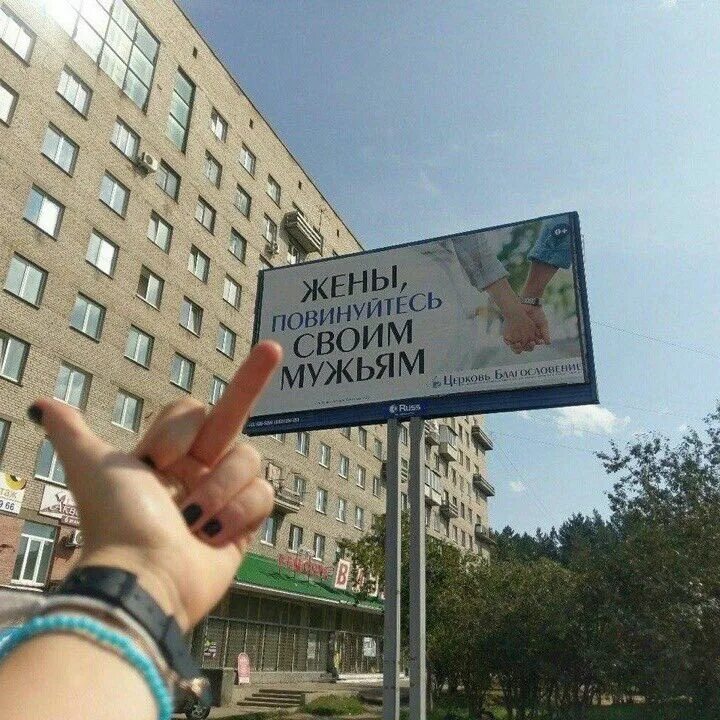 0+
ЖЕНЫ,
ПОВИНУЙТЕСЬ
СВОИМ
МУЖЬЯМ
Церковь Благословение
Russ